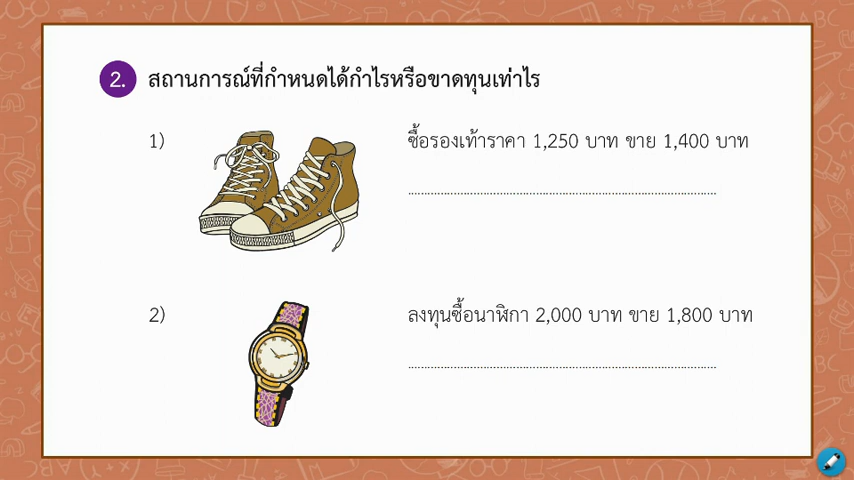 2. สถานการณ์ที่กำหนดได้กำไรหรือขาดทุนเท่าไร
1) ซื้อรองเท้าราคา 1,250 บาท ขาย 1,400 บาท
2) ลงทุนซื้อนาฬิกา 2,000 บาท ขาย 1,800 บาท